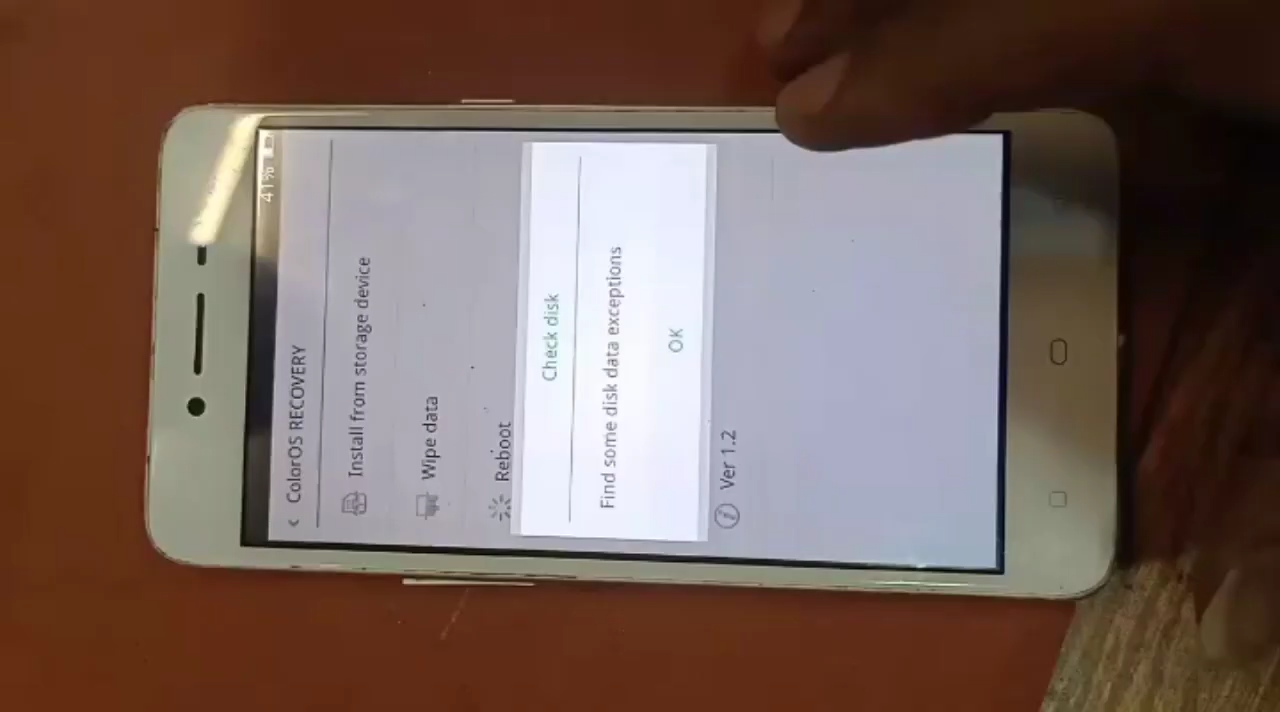 41%
< ColorOS RECOVERY
Install from storage device
Wipe data
Reboot
Check disk
Find some disk data exceptions
OK
Ver 1.2